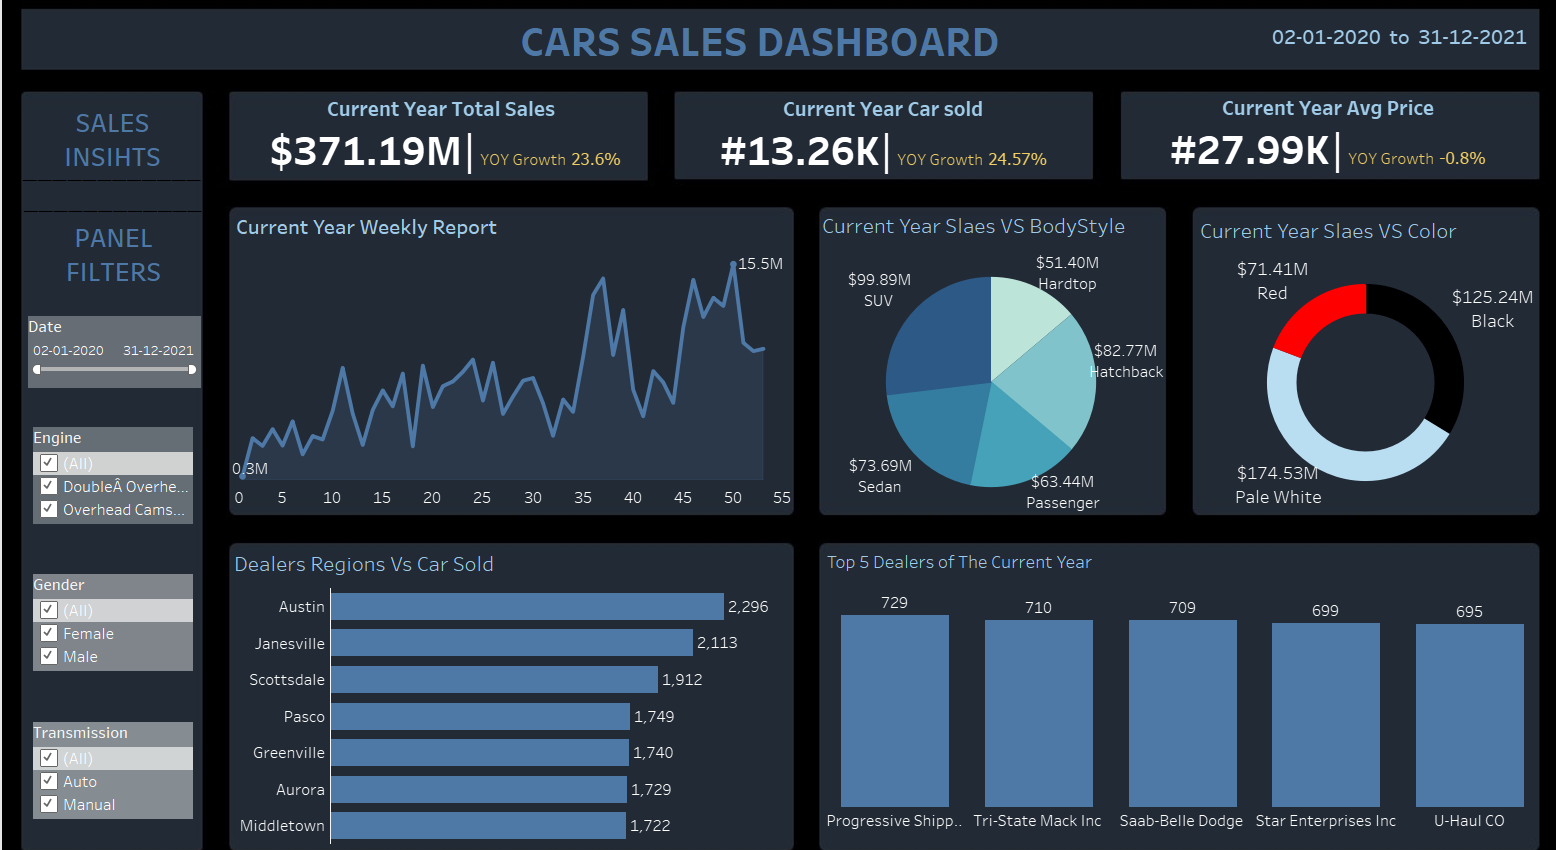 CARS SALES DASHBOARD
02-01-2020 to 31-12-2021
SALES
INSIHTS
PANEL
FILTERS
Date
02-01-2020 31-12-2021
Engine
(All)
DoubleÂ Overhe...
Overhead Cams...
Gender
(All)
Female
Male
Transmission
(All)
Auto
Manual
Current Year Total Sales
$371.19M| YOY Growth 23.6%
Current Year Car sold
#13.26K| YOY Growth 24.57%
Current Year Avg Price
#27.99K| YOY Growth -0.8%
Current Year Weekly Report
15.5M
0.3M
0 5 10 15 20 25 30 35 40 45 50 55
Current Year Slaes VS BodyStyle
$51.40M
Hardtop
$99.89M
SUV
$82.77M
Hatchback
$73.69M
Sedan
$63.44M
Passenger
Current Year Slaes VS Color
$71.41M
Red
$125.24M
Black
$174.53M
Pale White
Dealers Regions Vs Car Sold
Austin 2,296
Janesville 2,113
Scottsdale 1,912
Pasco 1,749
Greenville 1,740
Aurora 1,729
Middletown 1,722
Top 5 Dealers of The Current Year
729 710 709 699 695
Progressive Shipp.. Tri-State Mack Inc Saab-Belle Dodge Star Enterprises Inc U-Haul CO